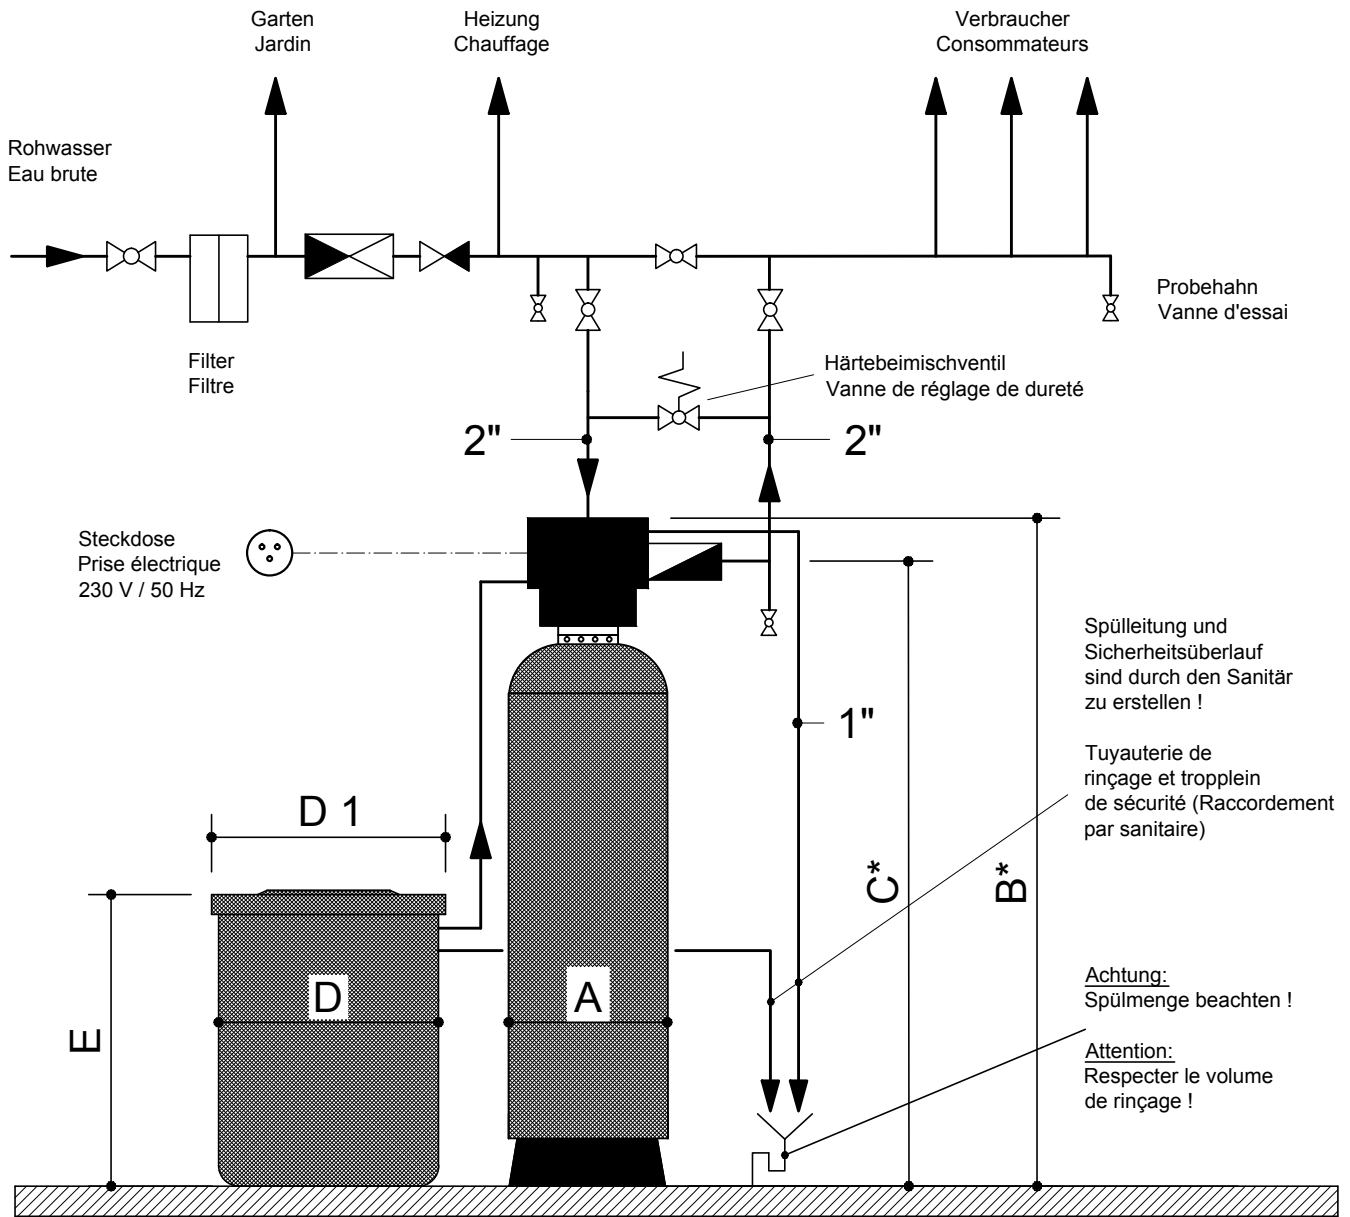 Garten
Jardin
Heizung
Chauffage
Verbraucher
Consommateurs
Rohwasser
Eau brute
Filter
Filtre
Probehahn
Vanne d'essai
Härtebeimischventil
Vanne de réglage de dureté
2"
2"
Steckdose
Prise électrique
230 V / 50 Hz
Spülleitung und
Sicherheitsüberlauf
sind durch den Sanitär
zu erstellen !
1"
Tuyauterie de
rinçage et tropplein
de sécurité (Raccordement
par sanitaire)
D 1
C*
B*
D
A
E
Achtung:
Spülmenge beachten !
Attention:
Respecter le volume
de rinçage !